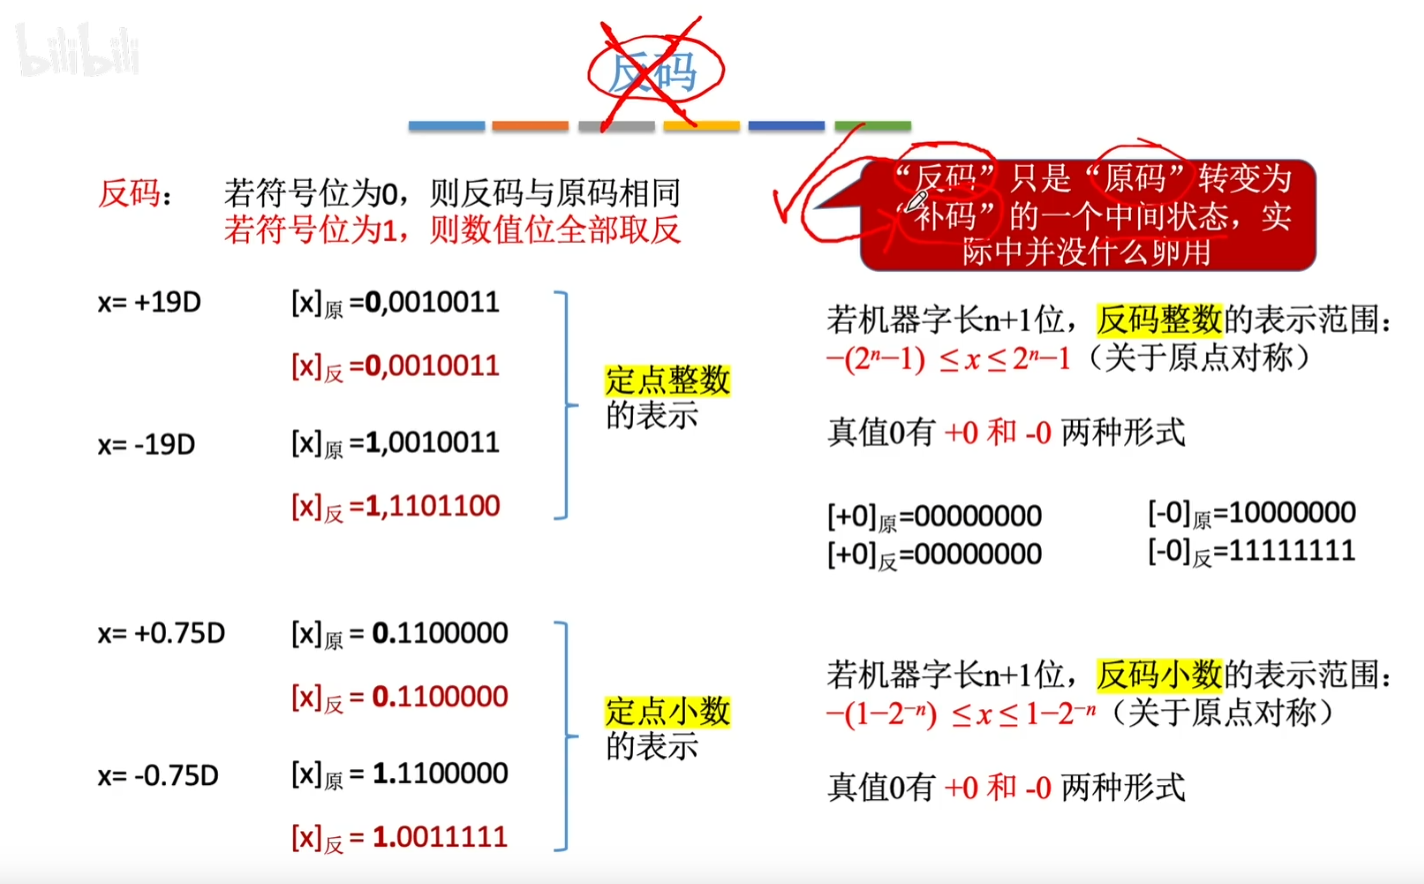 bilibili
反码
反码： 若符号位为0，则反码与原码相同
若符号位为1，则数值位全部取反
“反码”只是“原码”转变为
“补码”的一个中间状态，实
际中并没什么卵用
x= +19D [x]原 =0,0010011
[x]反 =0,0010011
x= -19D [x]原 =1,0010011
[x]反 =1,1101100
定点整数
的表示
若机器字长n+1位，反码整数的表示范围：
−(2ⁿ−1) ≤ x ≤ 2ⁿ−1（关于原点对称）
真值0有 +0 和 -0 两种形式
[+0]原=00000000 [-0]原=10000000
[+0]反=00000000 [-0]反=11111111
x= +0.75D [x]原 = 0.1100000
[x]反 = 0.1100000
x= -0.75D [x]原 = 1.1100000
[x]反 = 1.0011111
定点小数
的表示
若机器字长n+1位，反码小数的表示范围：
−(1−2⁻ⁿ) ≤ x ≤ 1−2⁻ⁿ（关于原点对称）
真值0有 +0 和 -0 两种形式